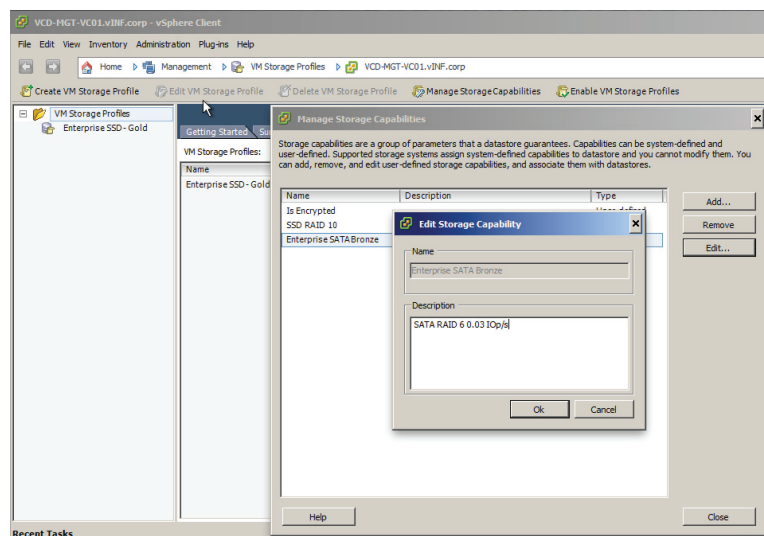 VCD-MGT-VC01.vINF.corp - vSphere Client
File Edit View Inventory Administration Plug-ins Help
Home Management VM Storage Profiles VCD-MGT-VC01.vINF.corp
Create VM Storage Profile Edit VM Storage Profile Delete VM Storage Profile Manage Storage Capabilities Enable VM Storage Profiles
VM Storage Profiles
Enterprise SSD - Gold
Getting Started
VM Storage Profiles:
Name
Enterprise SSD - Gold
Manage Storage Capabilities
Storage capabilities are a group of parameters that a datastore guarantees. Capabilities can be system-defined and
user-defined. Supported storage systems assign system-defined capabilities to datastore and you cannot modify them. You
can add, remove, and edit user-defined storage capabilities, and associate them with datastores.
Name Description Type
Is Encrypted
SSD RAID 10
Enterprise SATA Bronze
Add...
Remove
Edit...
Edit Storage Capability
Name
Enterprise SATA Bronze
Description
SATA RAID 6 0.03 IOp/s
Ok Cancel
Help Close
Recent Tasks